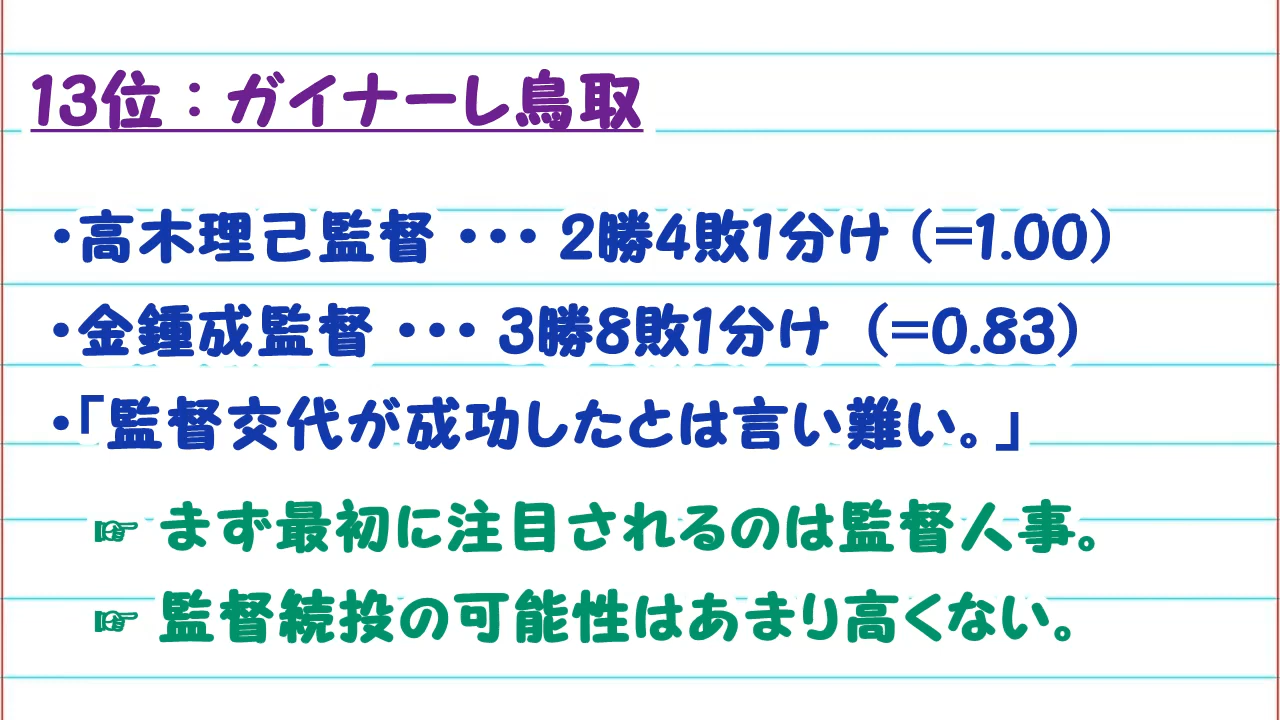 13位：ガイナーレ鳥取
・高木理己監督 ・・・ 2勝4敗1分け (=1.00)
・金鍾成監督 ・・・ 3勝8敗1分け (=0.83)
・「監督交代が成功したとは言い難い。」
☞ まず最初に注目されるのは監督人事。
☞ 監督続投の可能性はあまり高くない。